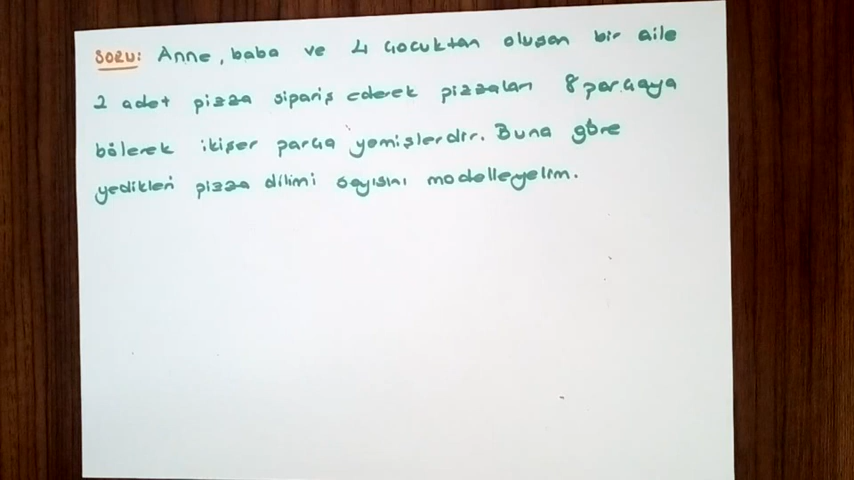 SORU: Anne, baba ve 4 çocuktan oluşan bir aile
2 adet pizza sipariş ederek pizzaları 8 parçaya
bölerek ikişer parça yemişlerdir. Buna göre
yedikleri pizza dilimi sayısını modelleyelim.